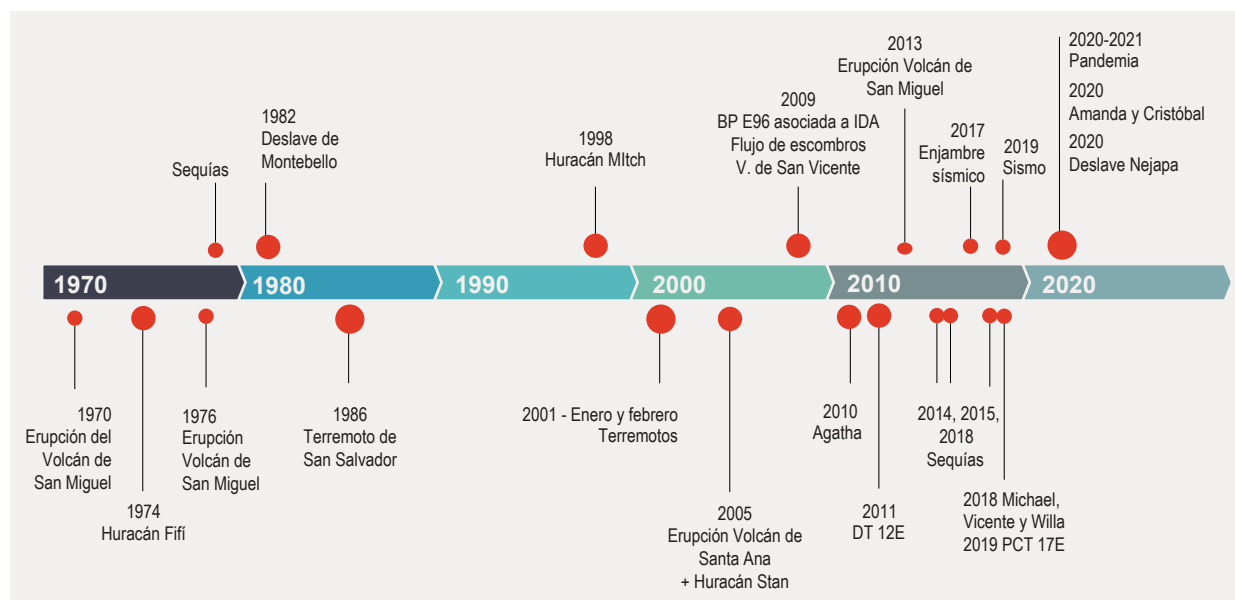 Sequías
1982
Deslave de
Montebello
1998
Huracán MItch
2009
BP E96 asociada a IDA
Flujo de escombros
V. de San Vicente
2013
Erupción Volcán de
San Miguel
2017
Enjambre
sísmico
2019
Sismo
2020-2021
Pandemia
2020
Amanda y Cristóbal
2020
Deslave Nejapa
1970
1980
1990
2000
2010
2020
1970
Erupción del
Volcán de
San Miguel
1974
Huracán Fifí
1976
Erupción
Volcán de
San Miguel
1986
Terremoto de
San Salvador
2001 - Enero y febrero
Terremotos
2005
Erupción Volcán de
Santa Ana
+ Huracán Stan
2010
Agatha
2011
DT 12E
2014, 2015,
2018
Sequías
2018 Michael,
Vicente y Willa
2019 PCT 17E